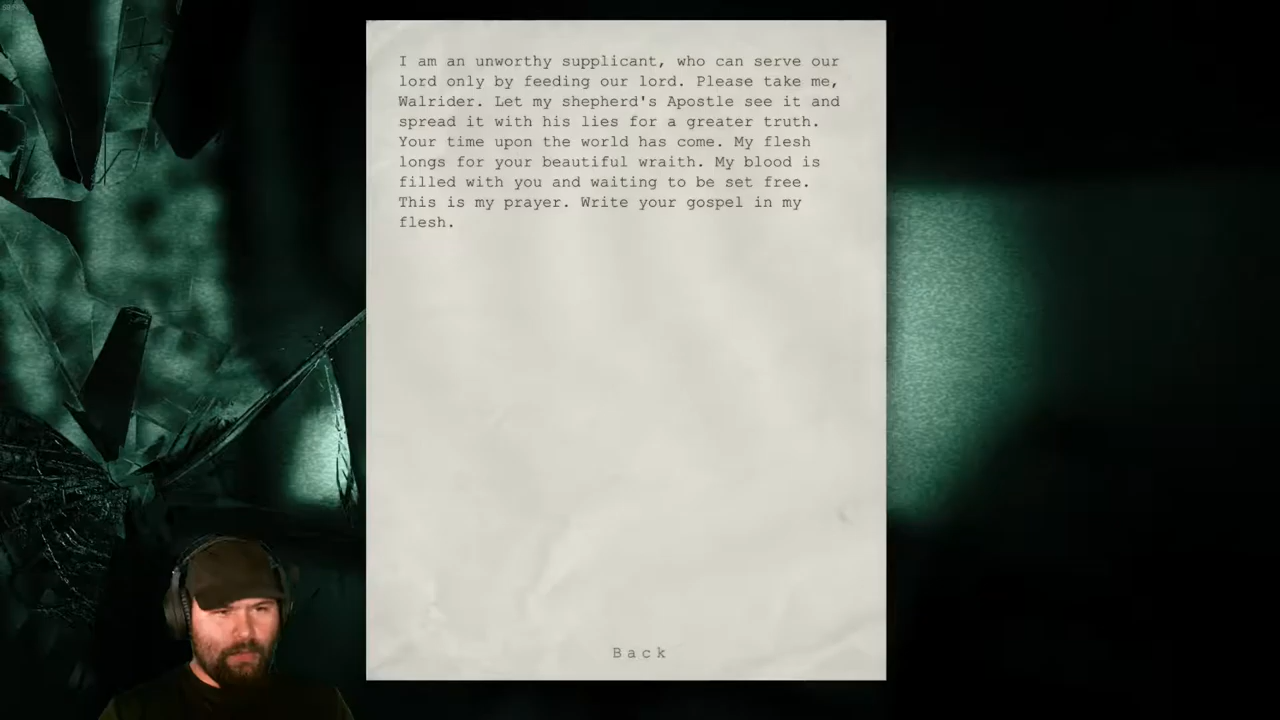 I am an unworthy supplicant, who can serve our
lord only by feeding our lord. Please take me,
Walrider. Let my shepherd's Apostle see it and
spread it with his lies for a greater truth.
Your time upon the world has come. My flesh
longs for your beautiful wraith. My blood is
filled with you and waiting to be set free.
This is my prayer. Write your gospel in my
flesh.
Back